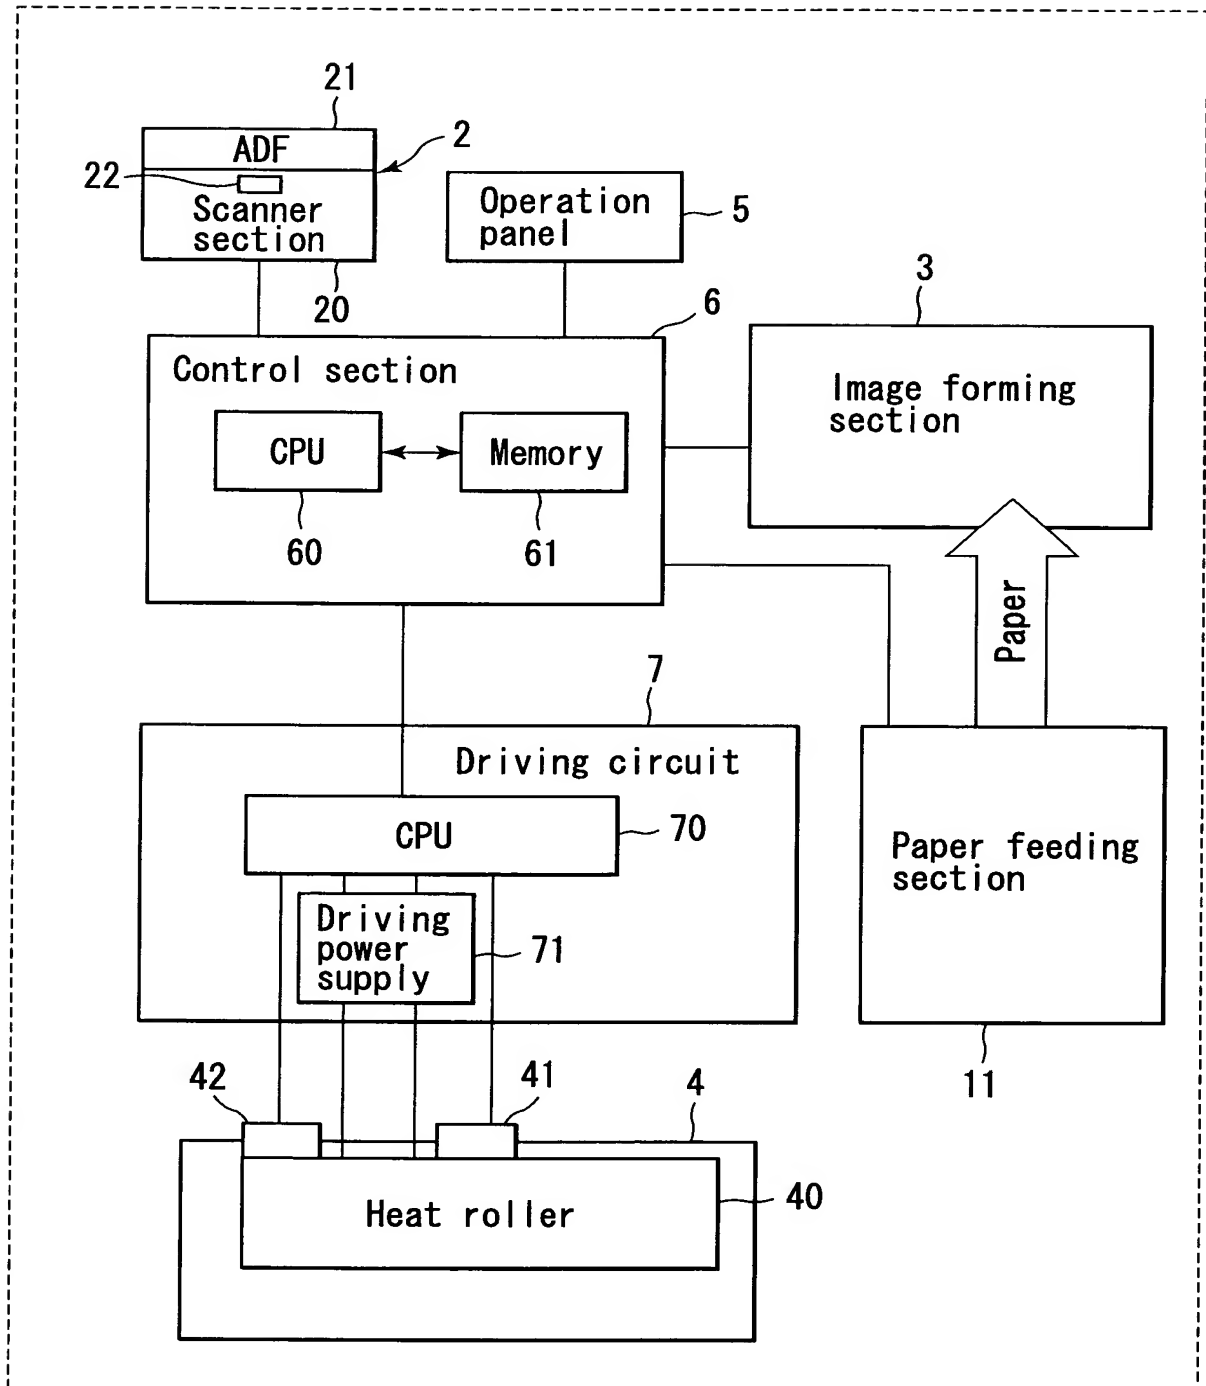 21
ADF
2
22
Scanner
section
20
Operation
panel
5
6
3
Control section
Image forming
section
CPU
Memory
60
61
Paper
7
Driving circuit
CPU
70
Paper feeding
section
Driving
power
supply
71
11
42
41
4
Heat roller
40